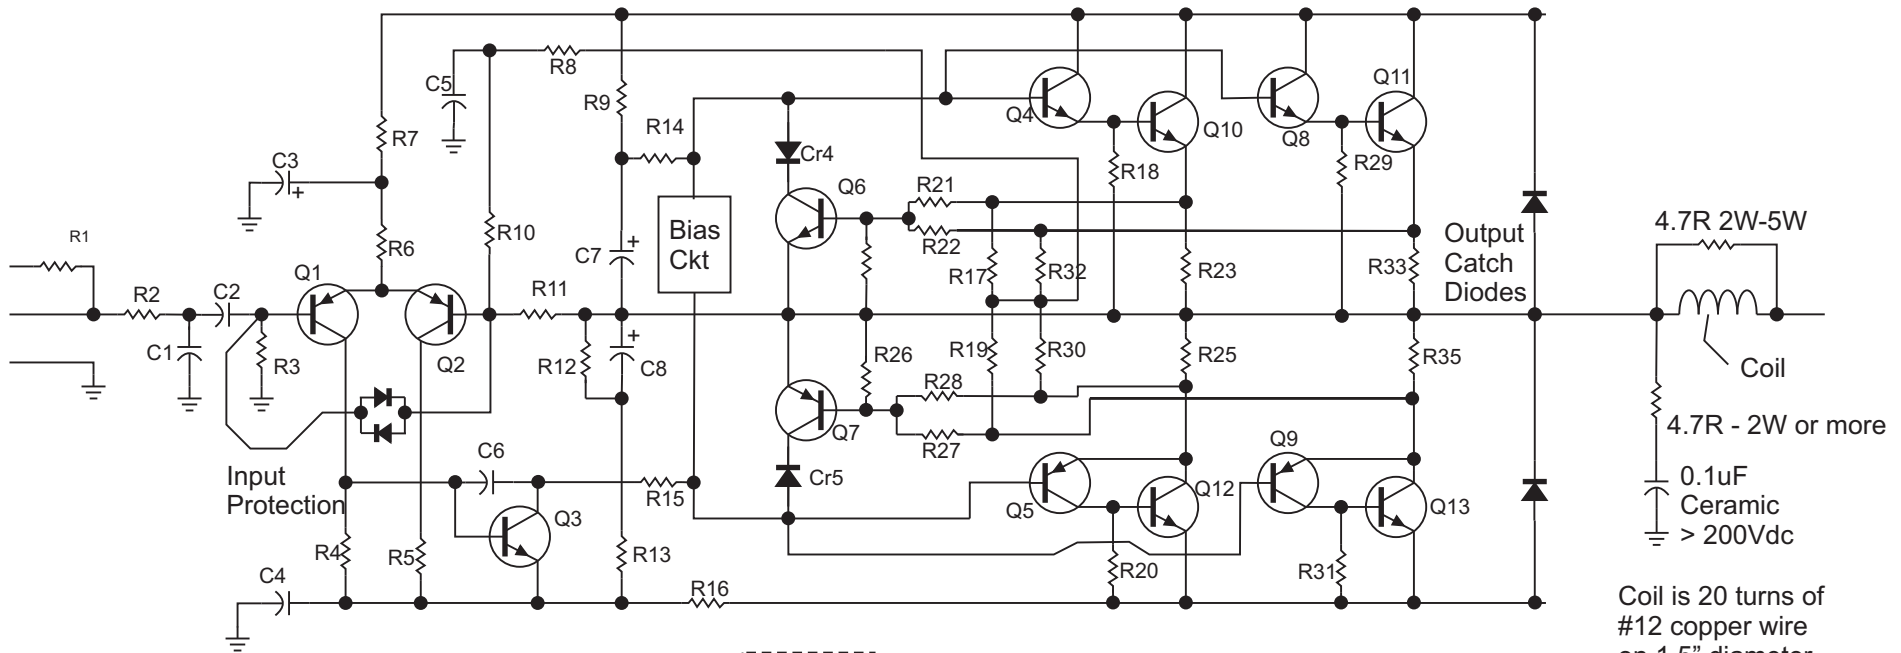 R1
R2
C2
C1
R3
Q1
C3
+
R7
R6
C5
R8
R10
Q2
R11
R9
R14
C7
+
Bias
Ckt
R12
+
C8
Input
Protection
C6
Q3
R15
R4
R5
R13
C4
R16
Cr4
Q6
R21
R22
R17
R32
R26
R19
R30
R28
R27
Q7
Cr5
Q4
Q10
R18
R23
R25
Q5
Q12
R20
Q8
Q11
R29
R33
R35
Q9
Q13
R31
Output
Catch
Diodes
4.7R 2W-5W
Coil
4.7R - 2W or more
0.1uF
Ceramic
> 200Vdc
Coil is 20 turns of
#12 copper wire
on 1.5" diameter